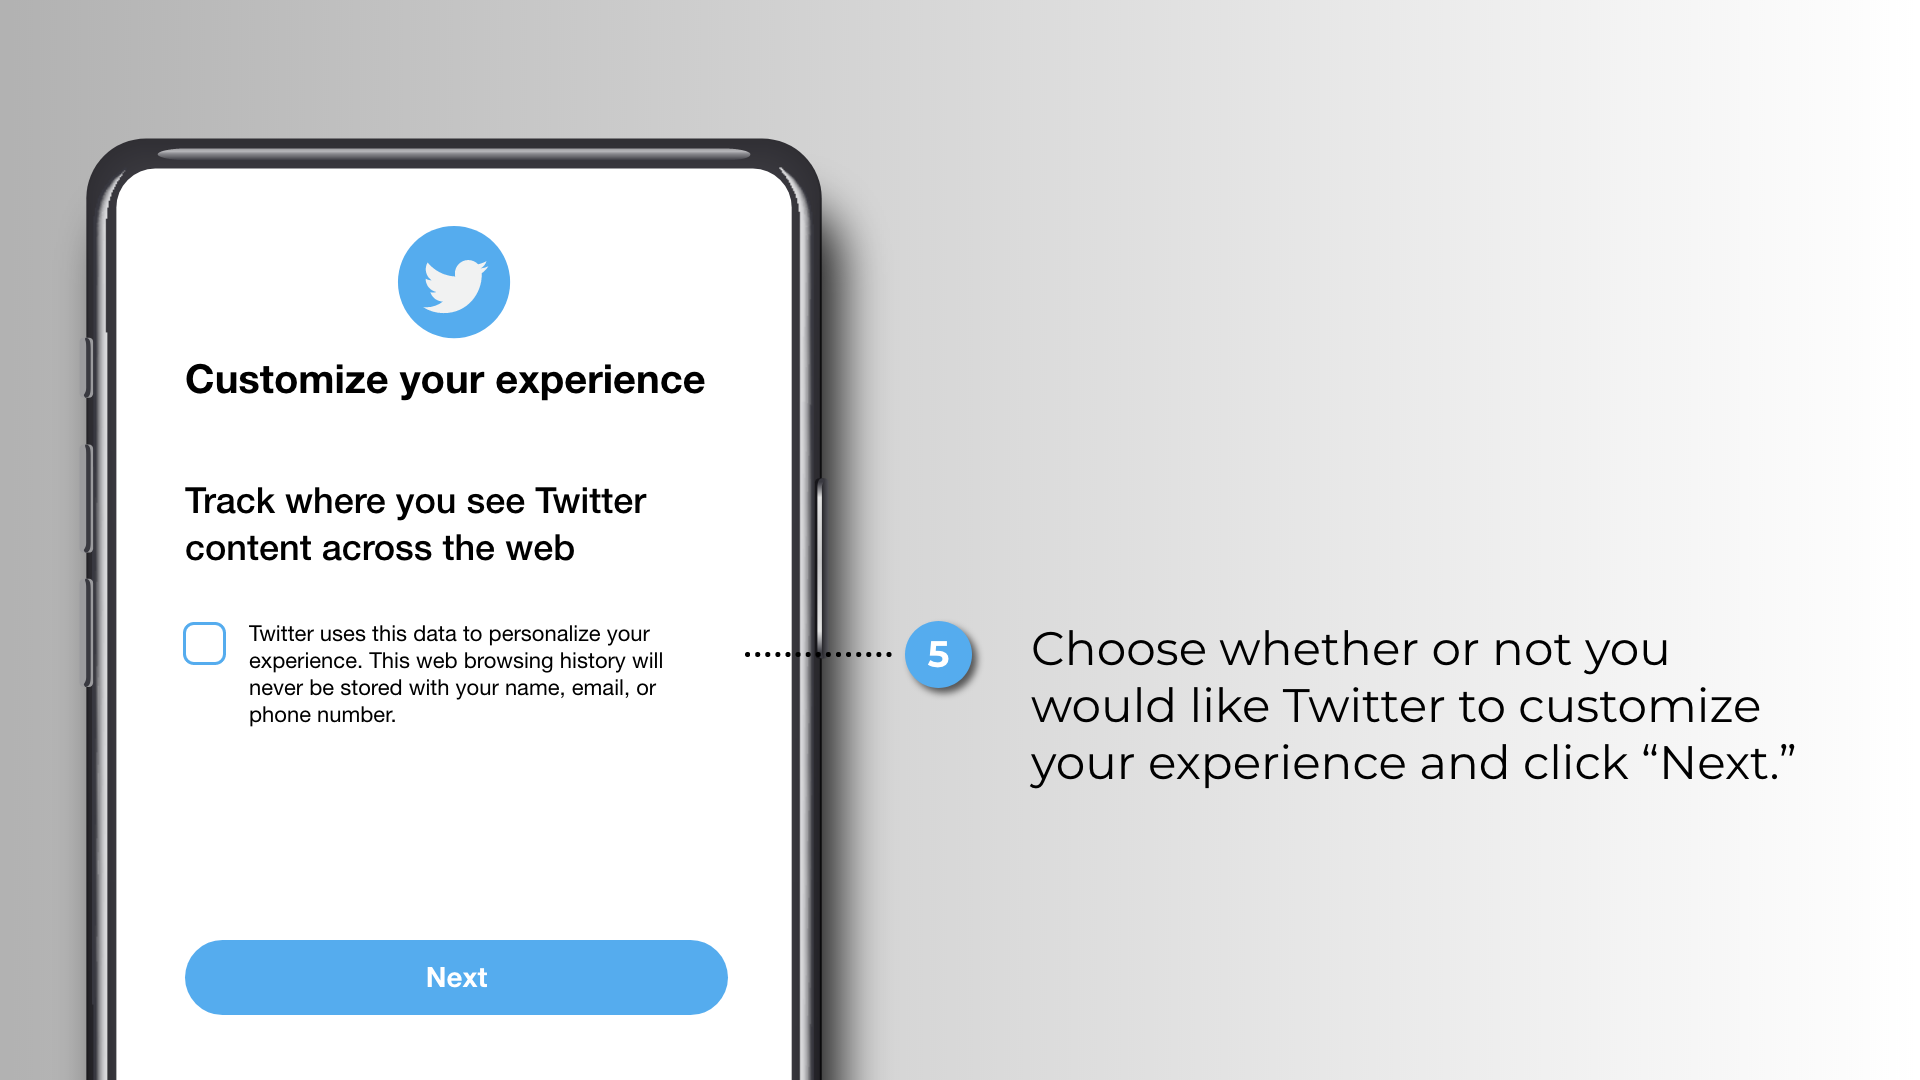 Customize your experience
Track where you see Twitter
content across the web
Twitter uses this data to personalize your
experience. This web browsing history will
never be stored with your name, email, or
phone number.
Next
5
Choose whether or not you
would like Twitter to customize
your experience and click “Next.”